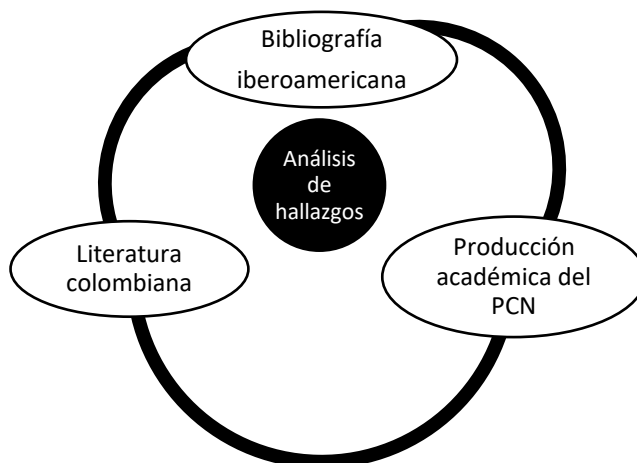 Bibliografía
iberoamericana
Análisis
de
hallazgos
Literatura
colombiana
Producción
académica del
PCN